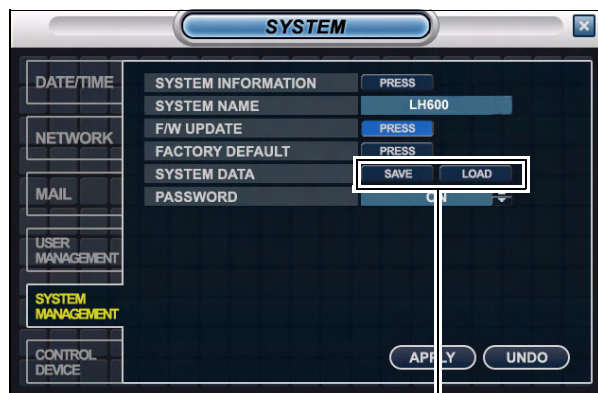 SYSTEM
DATE/TIME
NETWORK
MAIL
USER
MANAGEMENT
SYSTEM
MANAGEMENT
CONTROL
DEVICE
SYSTEM INFORMATION PRESS
SYSTEM NAME LH600
F/W UPDATE PRESS
FACTORY DEFAULT PRESS
SYSTEM DATA SAVE LOAD
PASSWORD ON
APPLY UNDO